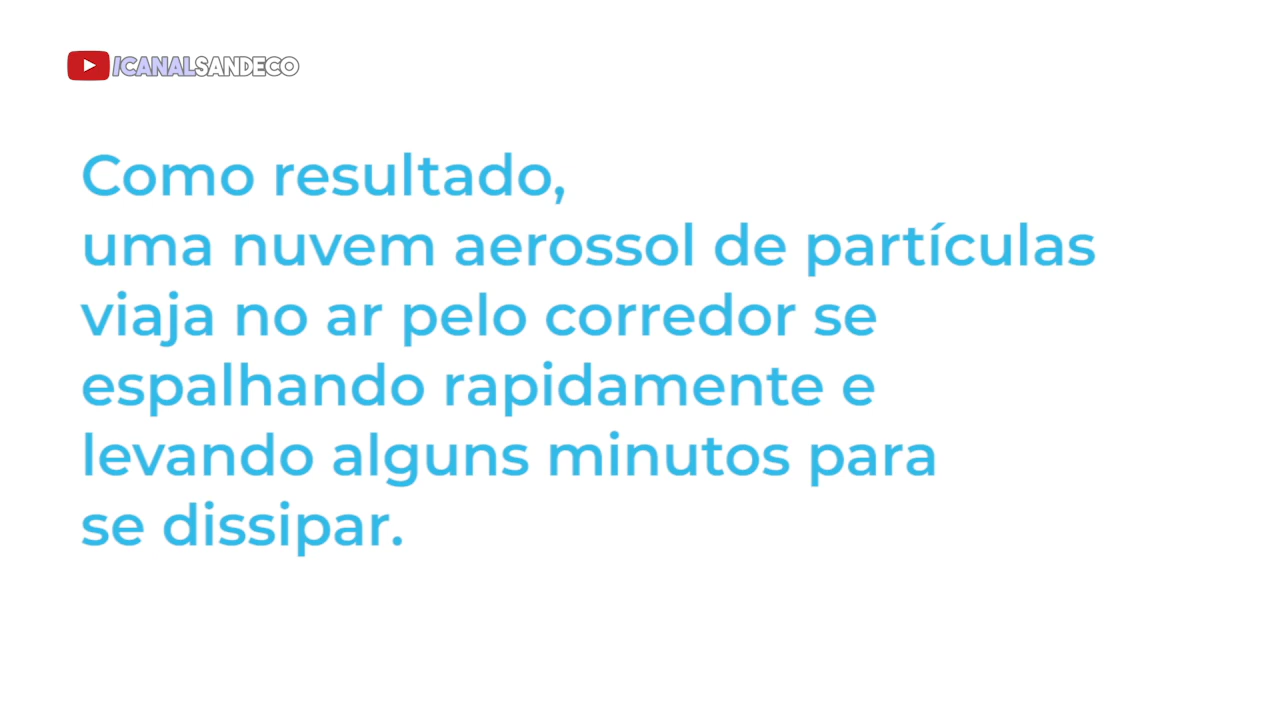 /CANALSANDECO
Como resultado,
uma nuvem aerossol de partículas
viaja no ar pelo corredor se
espalhando rapidamente e
levando alguns minutos para
se dissipar.